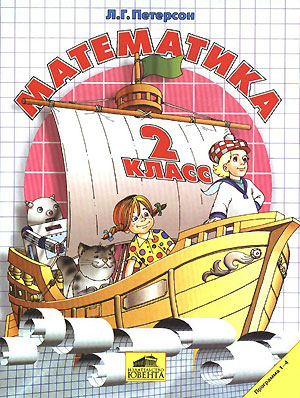 Л.Г. Петерсон
МАТЕМАТИКА
2
КЛАСС
ИЗДАТЕЛЬСТВО
ЮВЕНТА
Программа 1-4